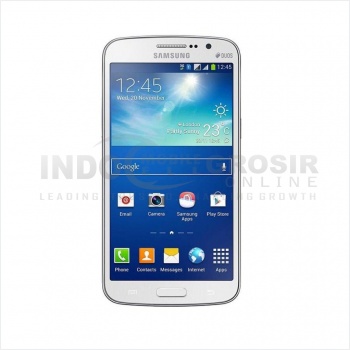 SAMSUNG
DUOS
12:45
12:45
Wed, 20 November
23°
Google
Email
Camera
Samsung
Apps
Play Store
Phone
Contacts
Messages
Internet
Apps
INDO GROSIR
ONLINE
LEADING GROWTH